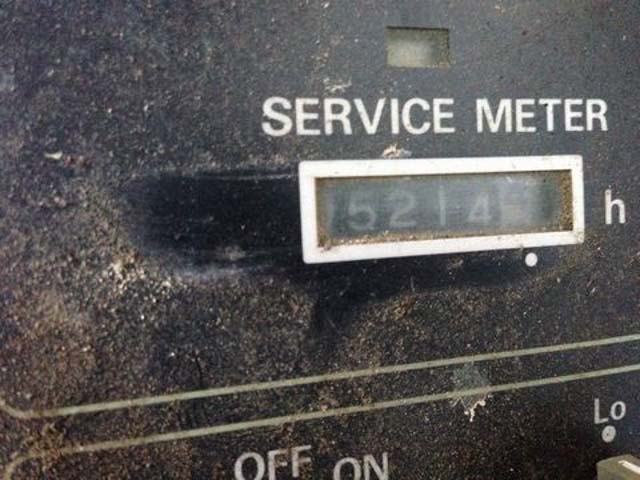 SERVICE METER
5214 h
Lo
OFF ON